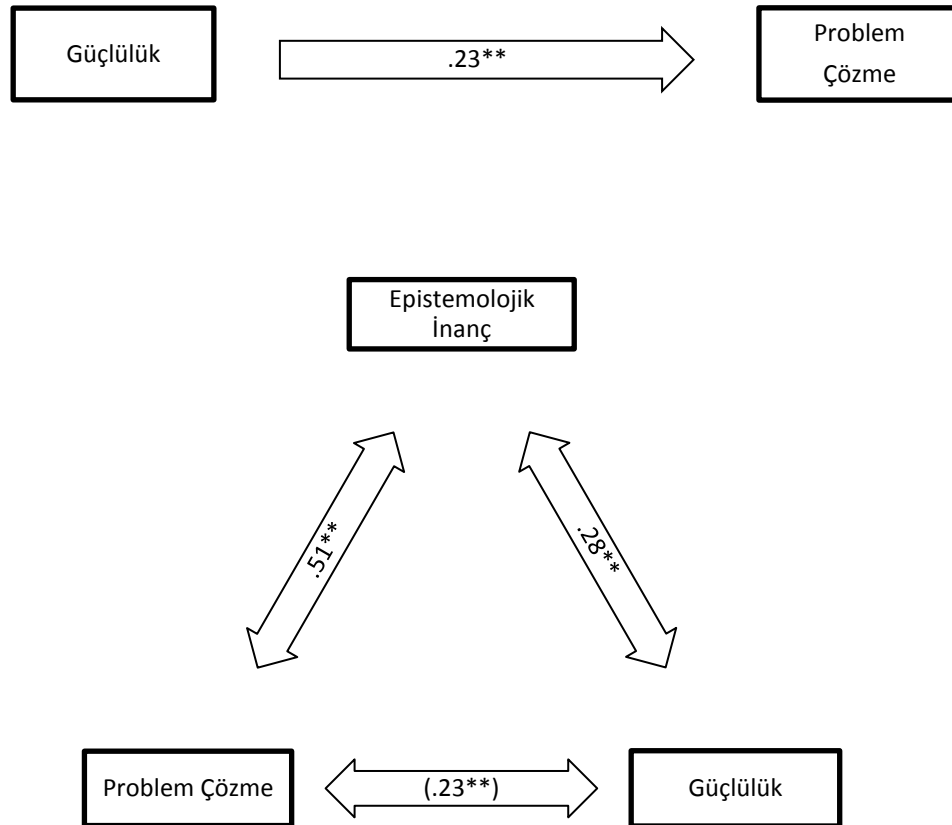 Güçlülük
.23**
Problem
Çözme
Epistemolojik
İnanç
.51**
.28**
Problem Çözme
(.23**)
Güçlülük